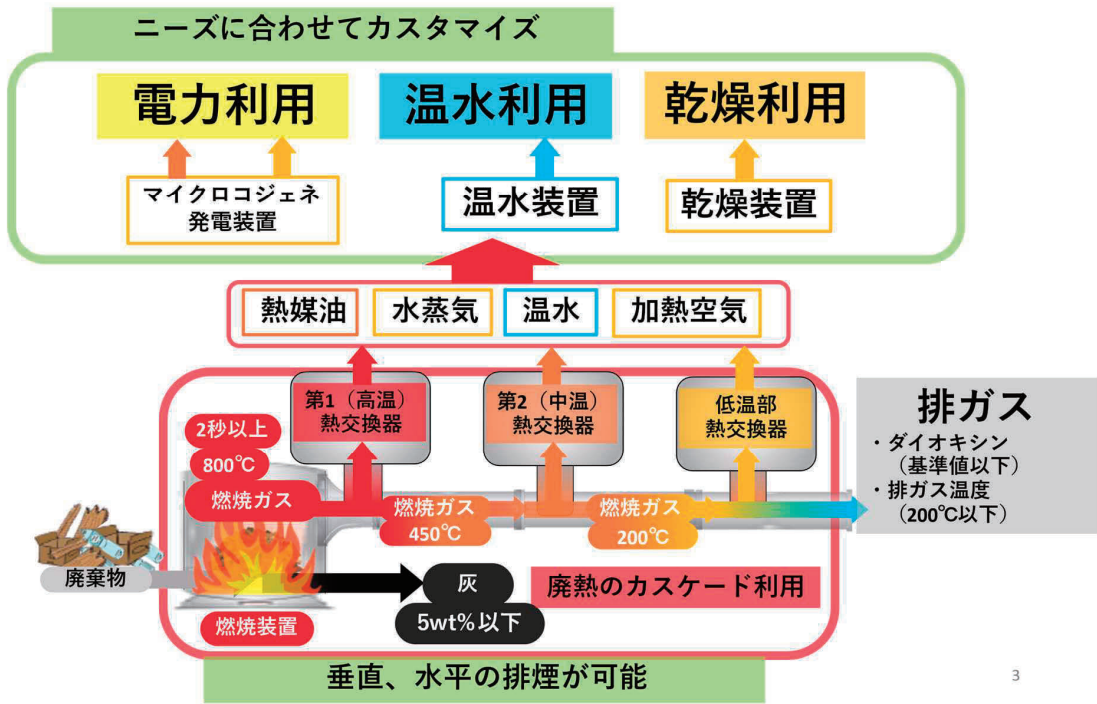 ニーズに合わせてカスタマイズ
電力利用
温水利用
乾燥利用
マイクロコジェネ
発電装置
温水装置
乾燥装置
熱媒油
水蒸気
温水
加熱空気
第1（高温）
熱交換器
第2（中温）
熱交換器
低温部
熱交換器
2秒以上
800℃
燃焼ガス
燃焼ガス
450℃
燃焼ガス
200℃
排ガス
・ダイオキシン
（基準値以下）
・排ガス温度
（200℃以下）
廃棄物
灰
5wt%以下
廃熱のカスケード利用
燃焼装置
垂直、水平の排煙が可能
3